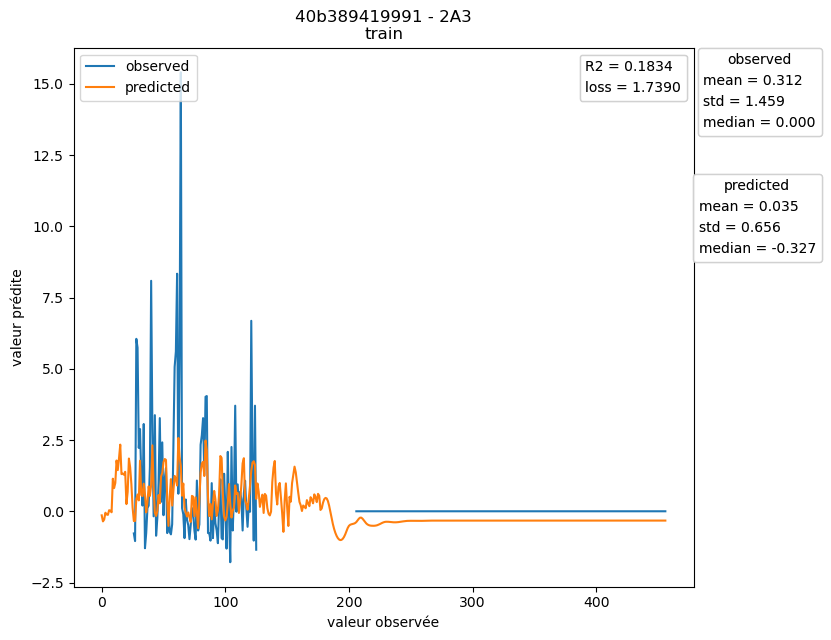 40b389419991 - 2A3
train
observed
predicted
R2 = 0.1834
loss = 1.7390
observed
mean = 0.312
std = 1.459
median = 0.000
predicted
mean = 0.035
std = 0.656
median = -0.327
15.0
12.5
10.0
7.5
5.0
2.5
0.0
−2.5
valeur prédite
0
100
200
300
400
valeur observée